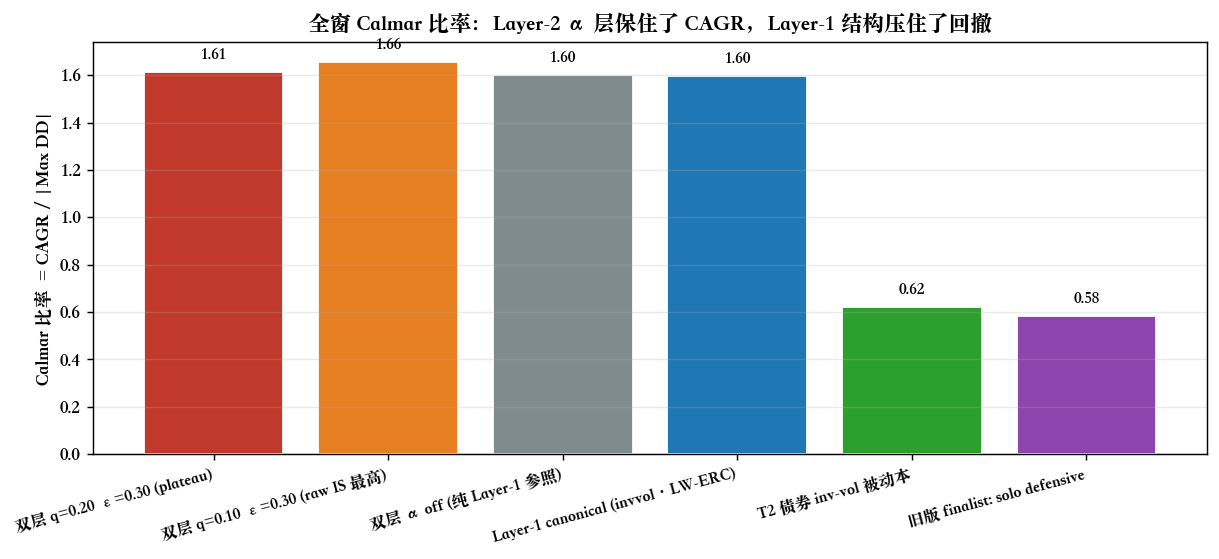 全窗 Calmar 比率：Layer-2 α 层保住了 CAGR，Layer-1 结构压住了回撤
Calmar 比率 = CAGR / |Max DD|
1.6
1.4
1.2
1.0
0.8
0.6
0.4
0.2
0.0
1.61
1.66
1.60
1.60
0.62
0.58
双层 q=0.20 ε=0.30 (plateau)
双层 q=0.10 ε=0.30 (raw IS 最高)
双层 α off (纯 Layer-1 参照)
Layer-1 canonical (invvol · LW-ERC)
T2 债券 inv-vol 被动本
旧版 finalist: solo defensive